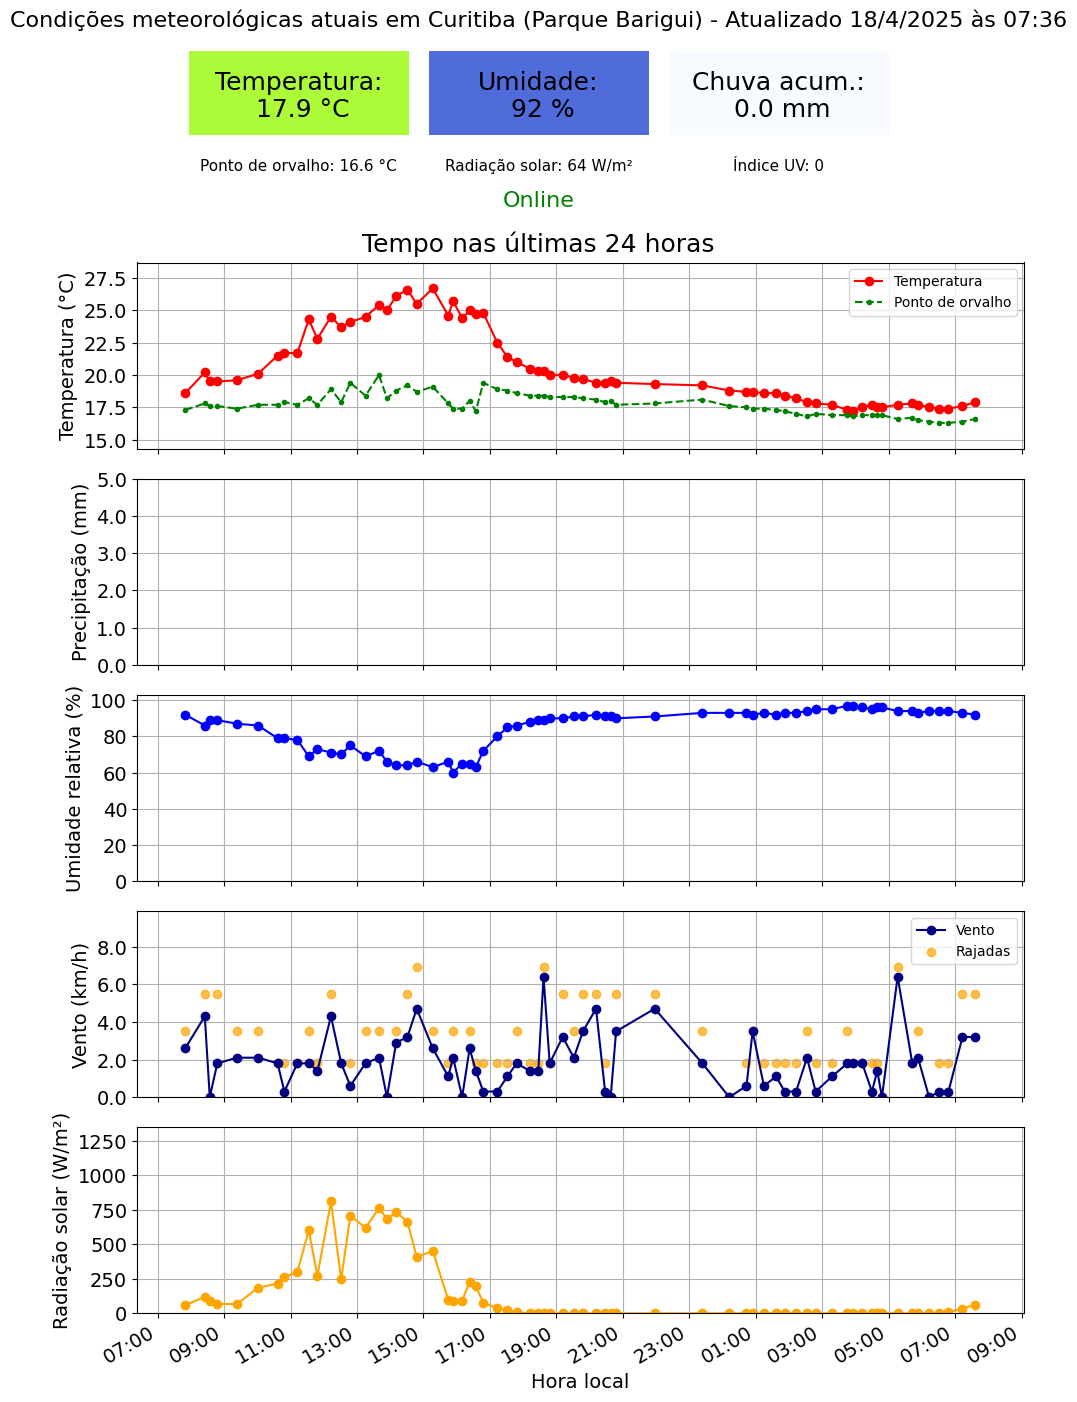 Condições meteorológicas atuais em Curitiba (Parque Barigui) - Atualizado 18/4/2025 às 07:36
Temperatura:
17.9 °C
Umidade:
92 %
Chuva acum.:
0.0 mm
Ponto de orvalho: 16.6 °C
Radiação solar: 64 W/m²
Índice UV: 0
Online
Tempo nas últimas 24 horas
Temperatura (°C)
27.5
25.0
22.5
20.0
17.5
15.0
Temperatura
Ponto de orvalho
Precipitação (mm)
5.0
4.0
3.0
2.0
1.0
0.0
Umidade relativa (%)
100
80
60
40
20
0
Vento (km/h)
8.0
6.0
4.0
2.0
0.0
Vento
Rajadas
Radiação solar (W/m²)
1250
1000
750
500
250
0
07:00
09:00
11:00
13:00
15:00
17:00
19:00
21:00
23:00
01:00
03:00
05:00
07:00
09:00
Hora local